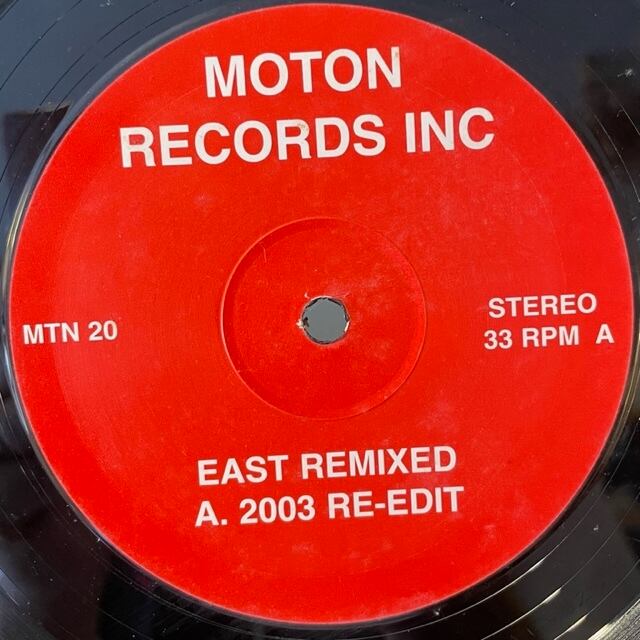 MOTON
RECORDS INC
MTN 20
STEREO
33 RPM A
EAST REMIXED
A. 2003 RE-EDIT